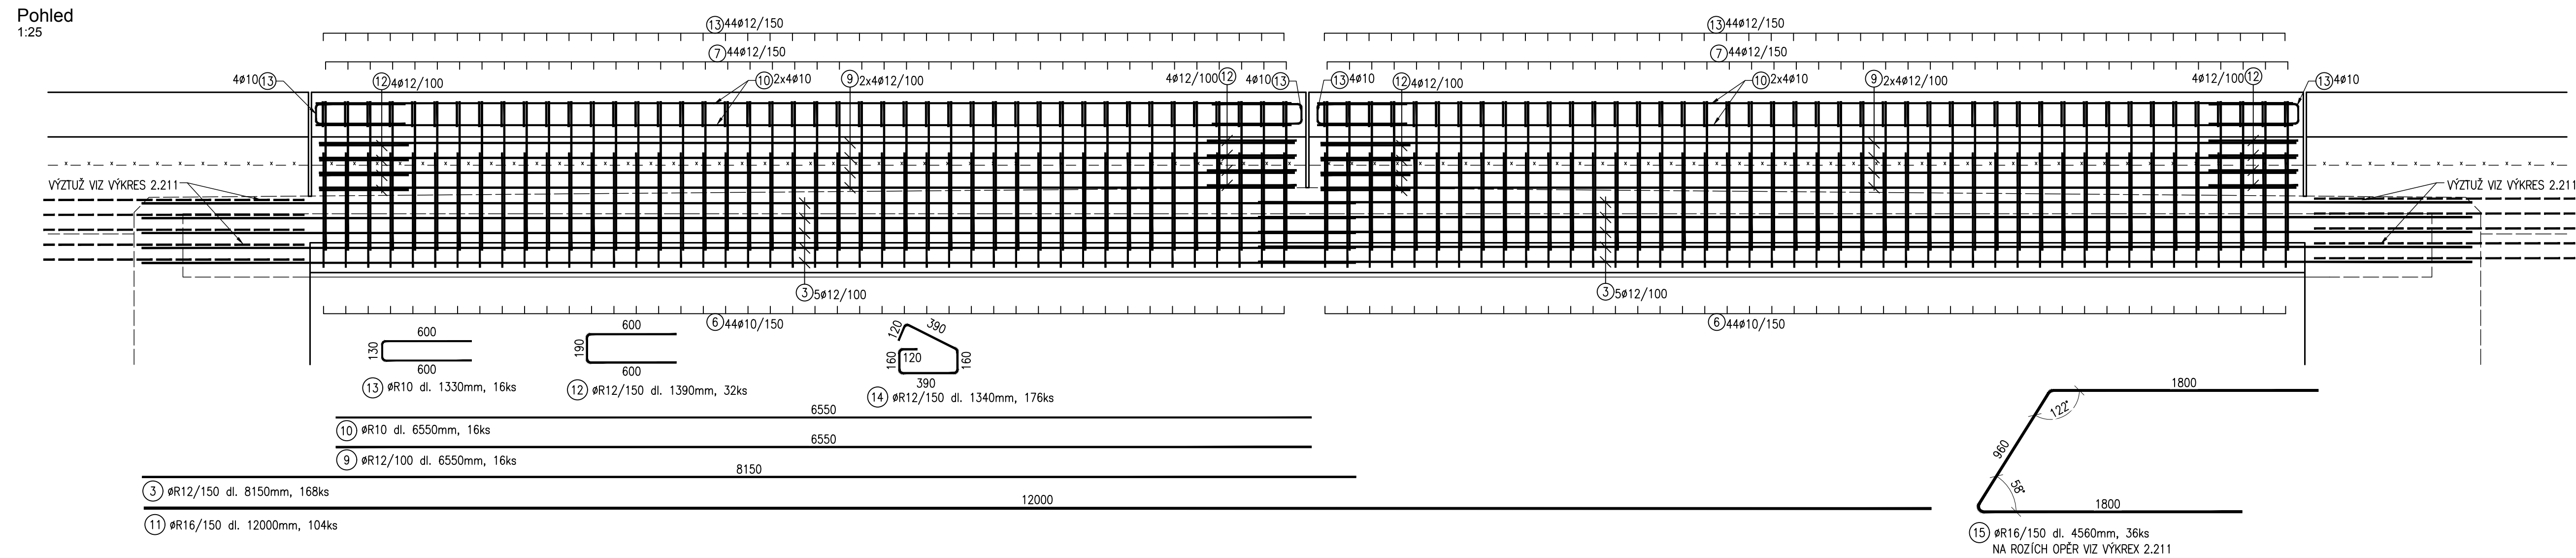 Pohled
1:25
13 44ø12/150
13 44ø12/150
7 44ø12/150
7 44ø12/150
4ø10 13
12 4ø12/100
10 2x4ø10
9 2x4ø12/100
4ø12/100 12
4ø10 13
13 4ø10
12 4ø12/100
10 2x4ø10
9 2x4ø12/100
4ø12/100 12
13 4ø10
VÝZTUŽ VIZ VÝKRES 2.211
VÝZTUŽ VIZ VÝKRES 2.211
3 5ø12/100
3 5ø12/100
6 44ø10/150
6 44ø10/150
600
130
600
13 øR10 dl. 1330mm, 16ks
600
190
600
12 øR12/150 dl. 1390mm, 32ks
120
390
160
120
160
390
14 øR12/150 dl. 1340mm, 176ks
6550
10 øR10 dl. 6550mm, 16ks
6550
9 øR12/100 dl. 6550mm, 16ks
8150
3 øR12/150 dl. 8150mm, 168ks
12000
11 øR16/150 dl. 12000mm, 104ks
1800
122°
960
58°
1800
15 øR16/150 dl. 4560mm, 36ks
NA ROZÍCH OPĚR VIZ VÝKREX 2.211